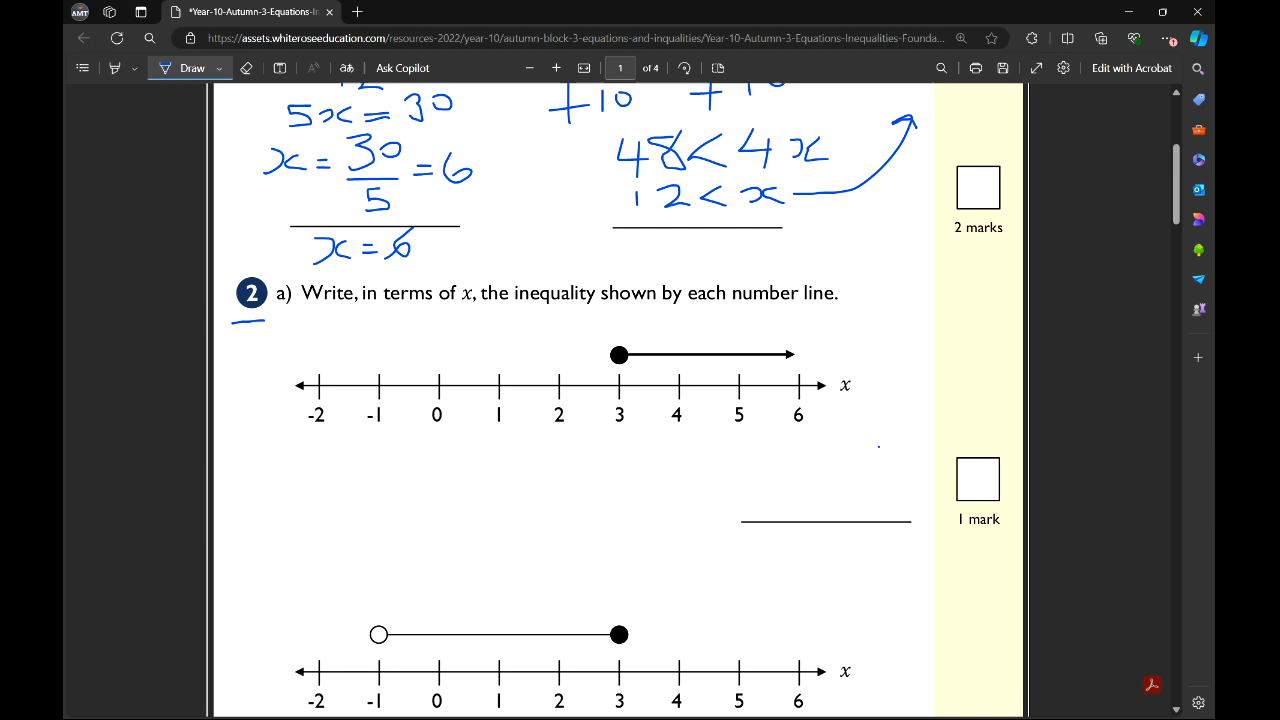 AMT *Year-10-Autumn-3-Equations-In
https://assets.whiteroseeducation.com/resources-2022/year-10/autumn-block-3-equations-and-inqualities/Year-10-Autumn-3-Equations-Inequalities-Founda...
Draw Ask Copilot 1 of 4 Edit with Acrobat
5x = 30
+10
48 < 4x
x = 30/5 = 6
12 < x
x = 6
2 marks
2 a) Write, in terms of x, the inequality shown by each number line.
x
-2 -1 0 1 2 3 4 5 6
1 mark
x
-2 -1 0 1 2 3 4 5 6